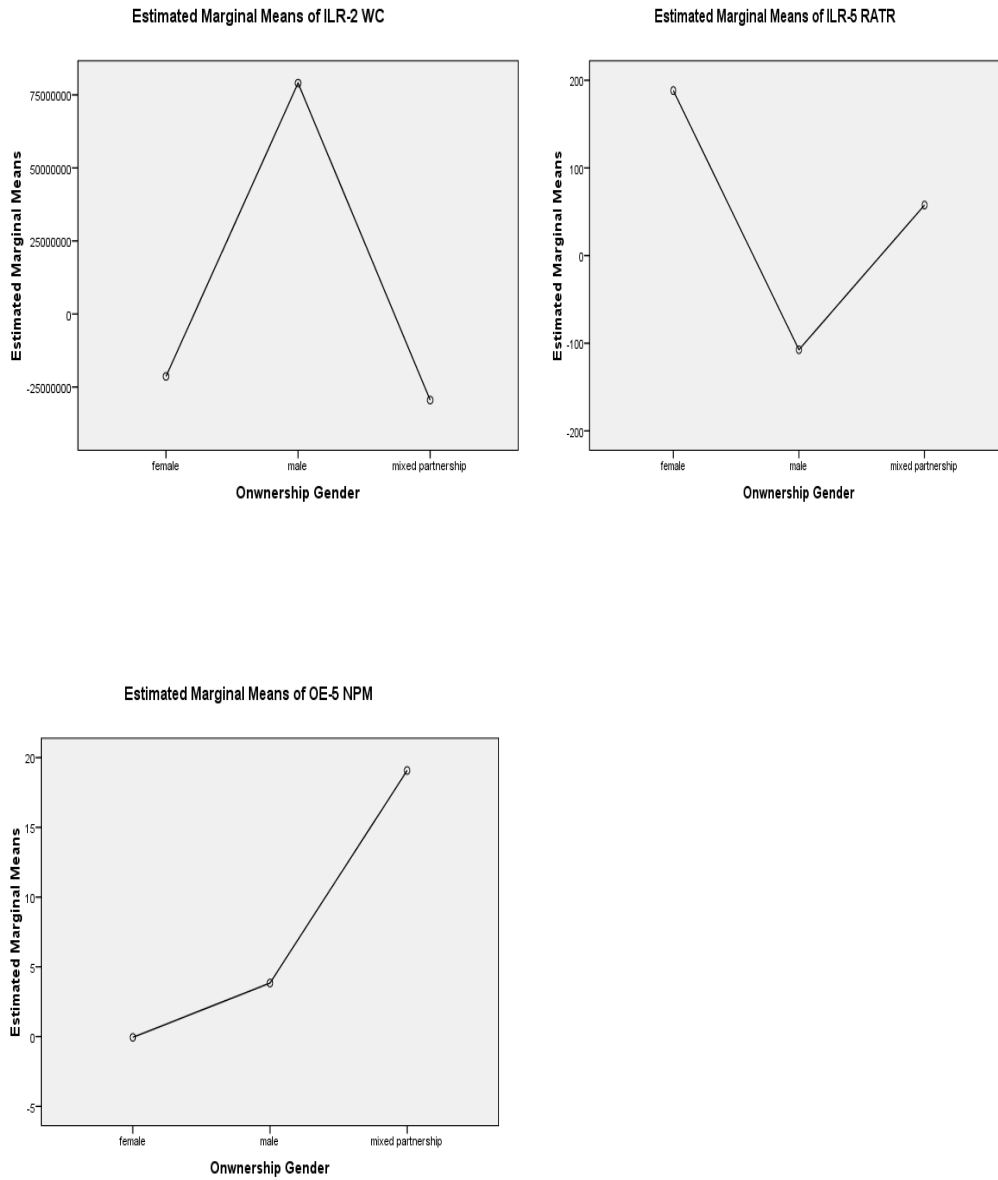 Estimated Marginal Means of ILR-2 WC
Estimated Marginal Means
75000000
50000000
25000000
0
-25000000
female male mixed partnership
Onwnership Gender
Estimated Marginal Means of ILR-5 RATR
Estimated Marginal Means
200
100
0
-100
-200
female male mixed partnership
Onwnership Gender
Estimated Marginal Means of OE-5 NPM
Estimated Marginal Means
20
15
10
5
0
-5
female male mixed partnership
Onwnership Gender